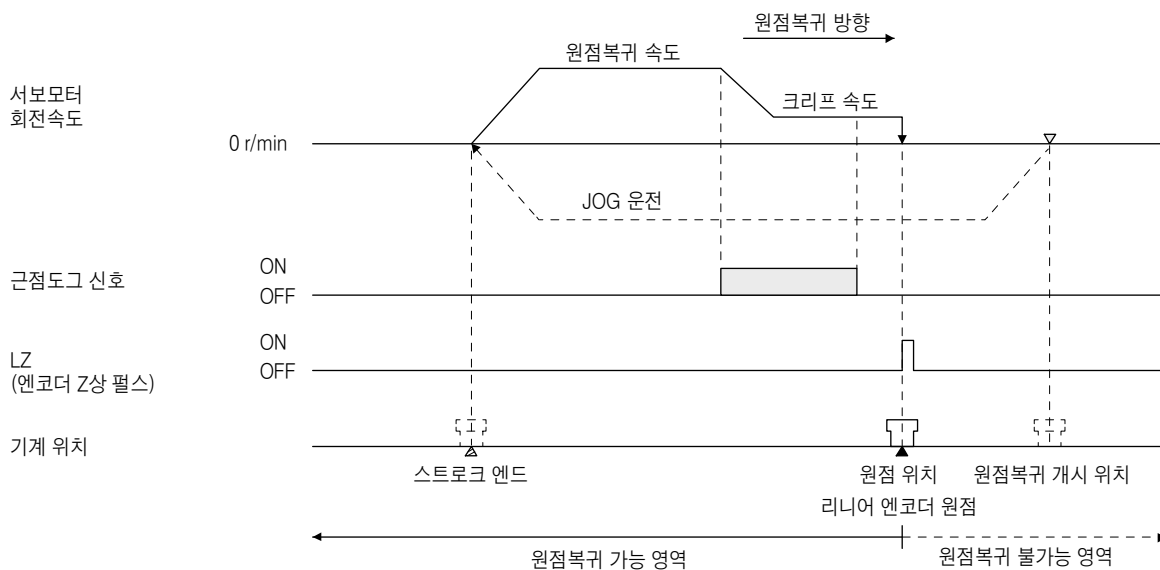 원점복귀 방향
원점복귀 속도
서보모터
회전속도
크리프 속도
0 r/min
JOG 운전
근점도그 신호
ON
OFF
LZ
(엔코더 Z상 펄스)
ON
OFF
기계 위치
스트로크 엔드
원점 위치
원점복귀 개시 위치
리니어 엔코더 원점
원점복귀 가능 영역
원점복귀 불가능 영역